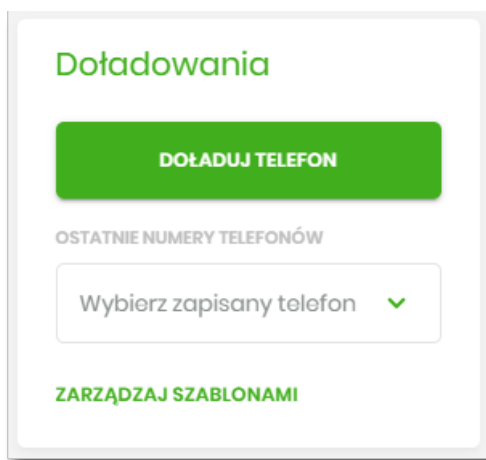 Doładowania
DOŁADUJ TELEFON
OSTATNIE NUMERY TELEFONÓW
Wybierz zapisany telefon
ZARZĄDZAJ SZABLONAMI